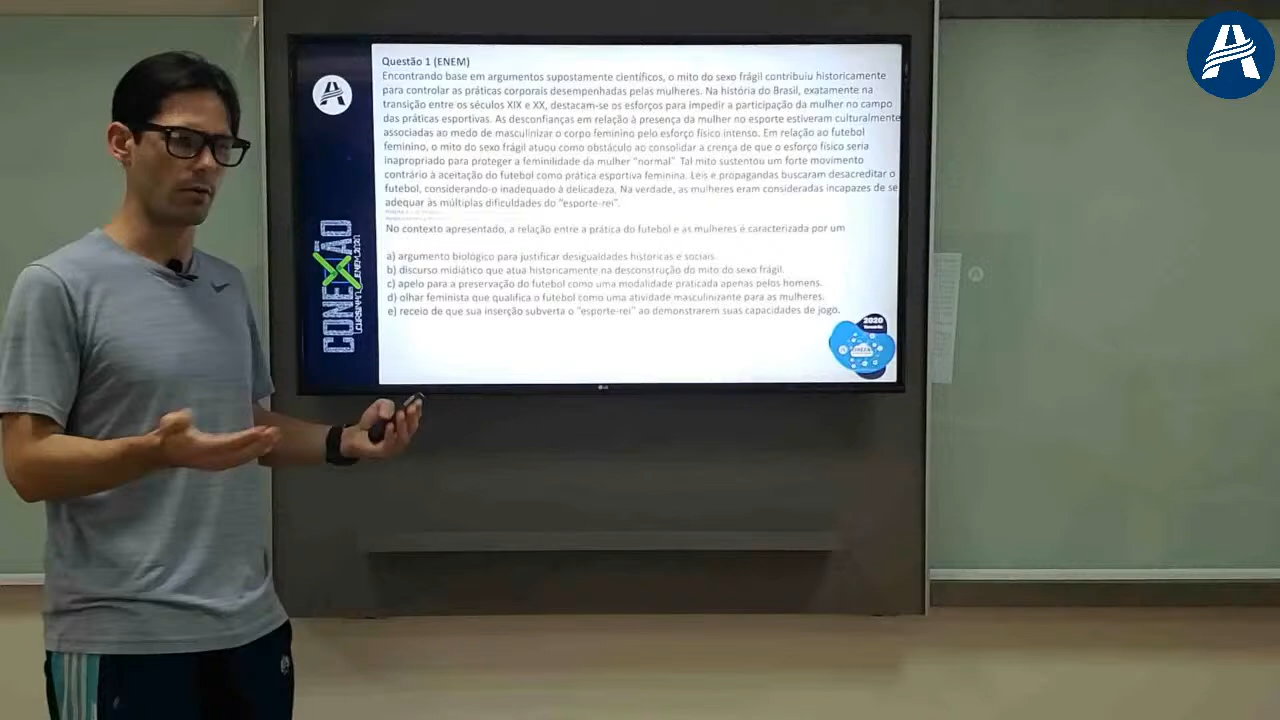 Questão 1 (ENEM)
Encontrando base em argumentos supostamente científicos, o mito do sexo frágil contribuiu historicamente
para controlar as práticas corporais desempenhadas pelas mulheres. Na história do Brasil, exatamente na
transição entre os séculos XIX e XX, destacam-se os esforços para impedir a participação da mulher no campo
das práticas esportivas. As desconfianças em relação à presença da mulher no esporte estiveram culturalmente
associadas ao medo de masculinizar o corpo feminino pelo esforço físico intenso. Em relação ao futebol
feminino, o mito do sexo frágil atuou como obstáculo ao consolidar a crença de que o esforço físico seria
inapropriado para proteger a feminilidade da mulher "normal" Tal mito sustentou um forte movimento
contrário à aceitação do futebol como prática esportiva feminina. Leis e propagandas buscaram desacreditar o
futebol, considerando-o inadequado à delicadeza. Na verdade, as mulheres eram consideradas incapazes de se
adequar às múltiplas dificuldades do "esporte-rei".
No contexto apresentado, a relação entre a prática do futebol e as mulheres é caracterizada por um
a) argumento biológico para justificar desigualdades históricas e sociais.
b) discurso midiático que atua historicamente na desconstrução do mito do sexo frágil.
c) apelo para a preservação do futebol como uma modalidade praticada apenas pelos homens.
d) olhar feminista que qualifica o futebol como uma atividade masculinizante para as mulheres.
e) receio de que sua inserção subverta o "esporte-rei" ao demonstrarem suas capacidades de jogo.
CONEXÃO
2020
LG